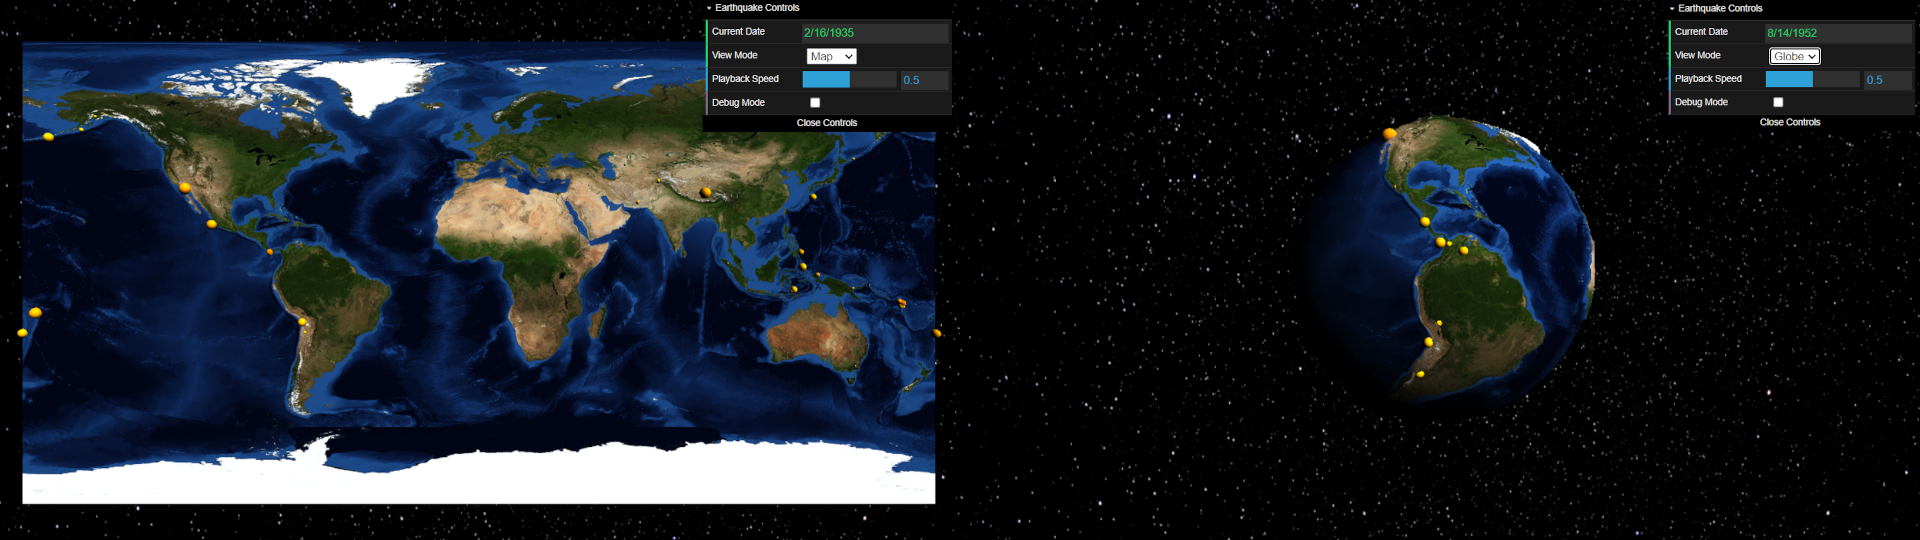 Earthquake Controls
Current Date 2/16/1935
View Mode Map
Playback Speed 0.5
Debug Mode
Close Controls
Earthquake Controls
Current Date 8/14/1952
View Mode Globe
Playback Speed 0.5
Debug Mode
Close Controls